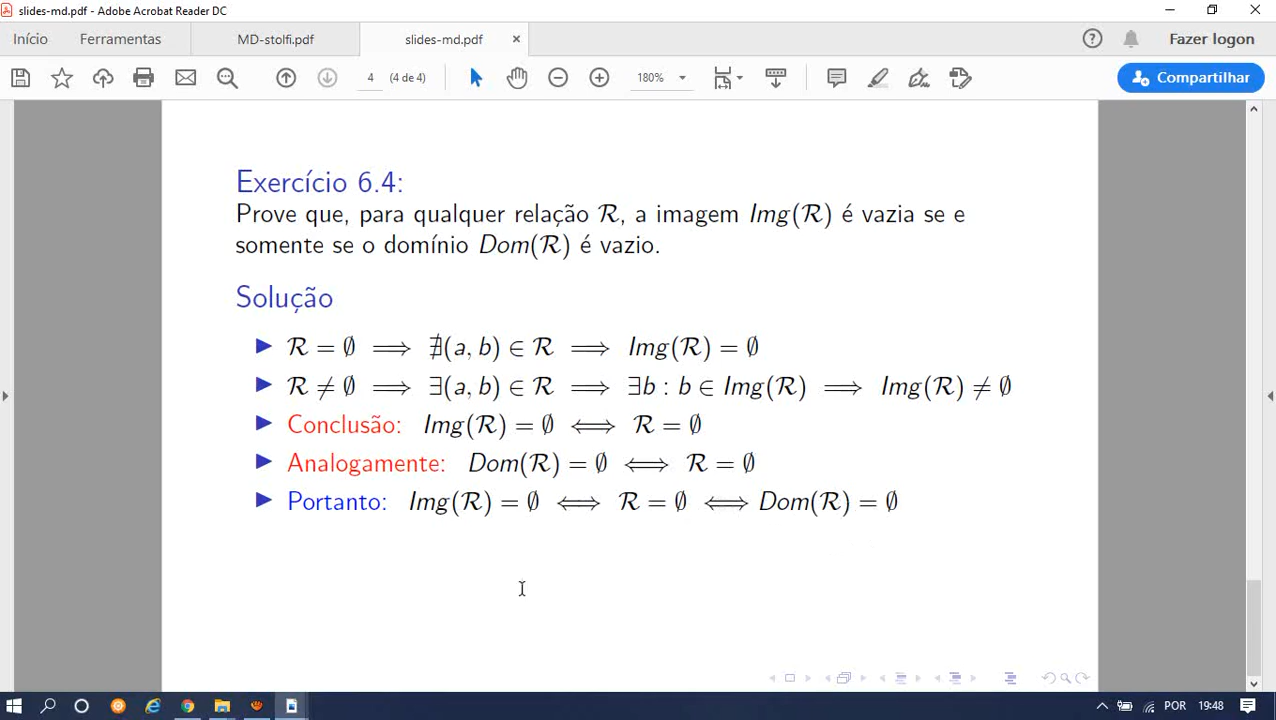 slides-md.pdf - Adobe Acrobat Reader DC
Início Ferramentas MD-stolfi.pdf slides-md.pdf × Fazer logon
4 (4 de 4) 180% Compartilhar
Exercício 6.4:
Prove que, para qualquer relação ℛ, a imagem Img(ℛ) é vazia se e
somente se o domínio Dom(ℛ) é vazio.
Solução
ℛ = ∅ ⟹ ∄(a, b) ∈ ℛ ⟹ Img(ℛ) = ∅
ℛ ≠ ∅ ⟹ ∃(a, b) ∈ ℛ ⟹ ∃b : b ∈ Img(ℛ) ⟹ Img(ℛ) ≠ ∅
Conclusão: Img(ℛ) = ∅ ⟺ ℛ = ∅
Analogamente: Dom(ℛ) = ∅ ⟺ ℛ = ∅
Portanto: Img(ℛ) = ∅ ⟺ ℛ = ∅ ⟺ Dom(ℛ) = ∅
POR 19:48